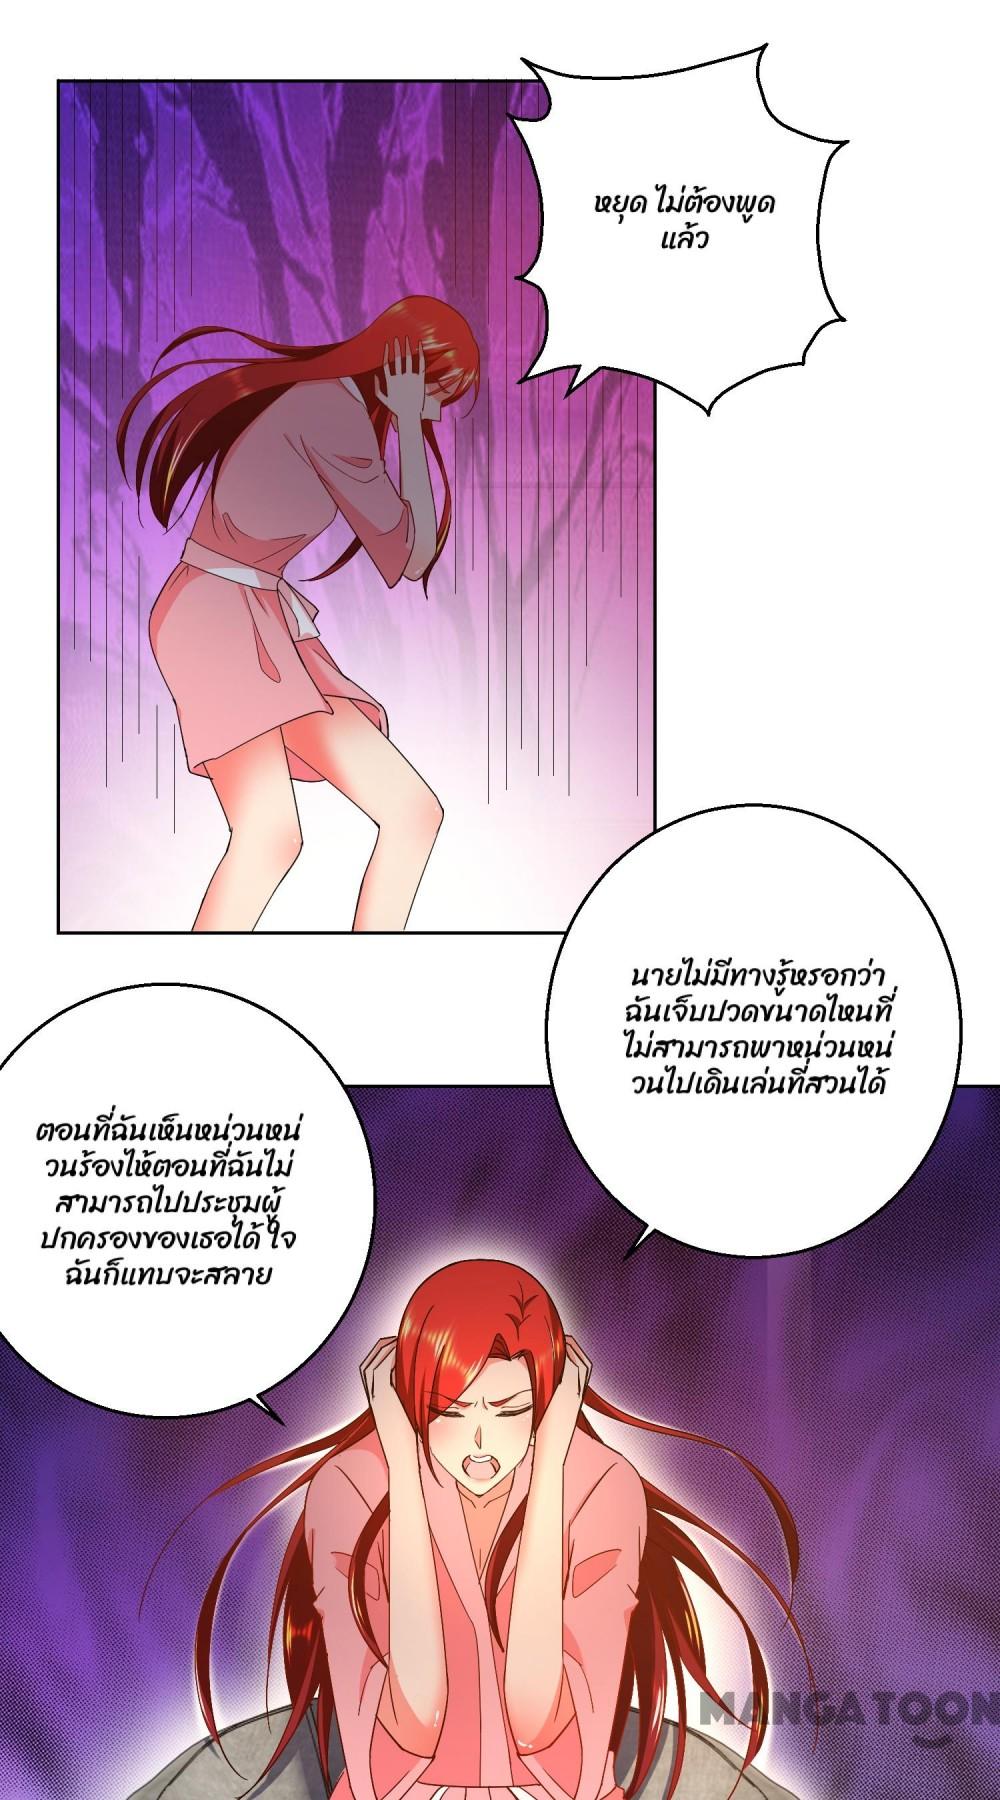 หยุด ไม่ต้องพูด
แล้ว
นายไม่มีทางรู้หรอกว่า
ฉันเจ็บปวดขนาดไหนที่
ไม่สามารถพาหน่วนหน่
วนไปเดินเล่นที่สวนได้
ตอนที่ฉันเห็นหน่วนหน่
วนร้องไห้ตอนที่ฉันไม่
สามารถไปประชุมผู้
ปกครองของเธอได้ ใจ
ฉันก็แทบจะสลาย
MANGATOON